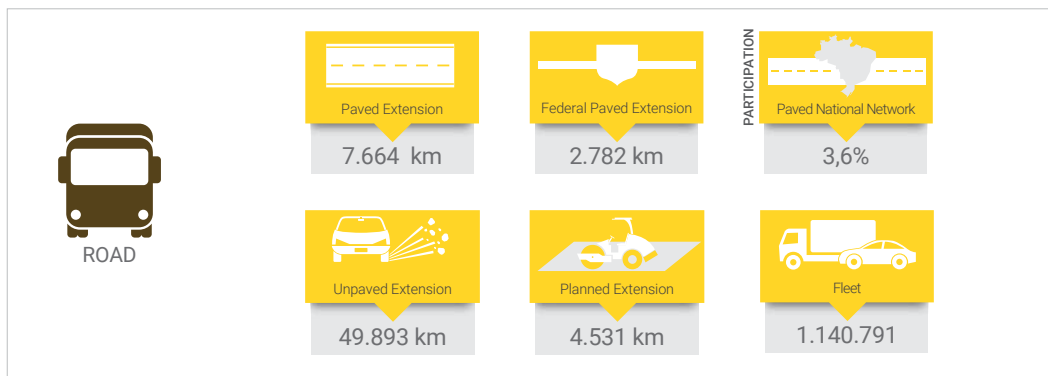 ROAD
Paved Extension
7.664 km
Federal Paved Extension
2.782 km
PARTICIPATION
Paved National Network
3,6%
Unpaved Extension
49.893 km
Planned Extension
4.531 km
Fleet
1.140.791